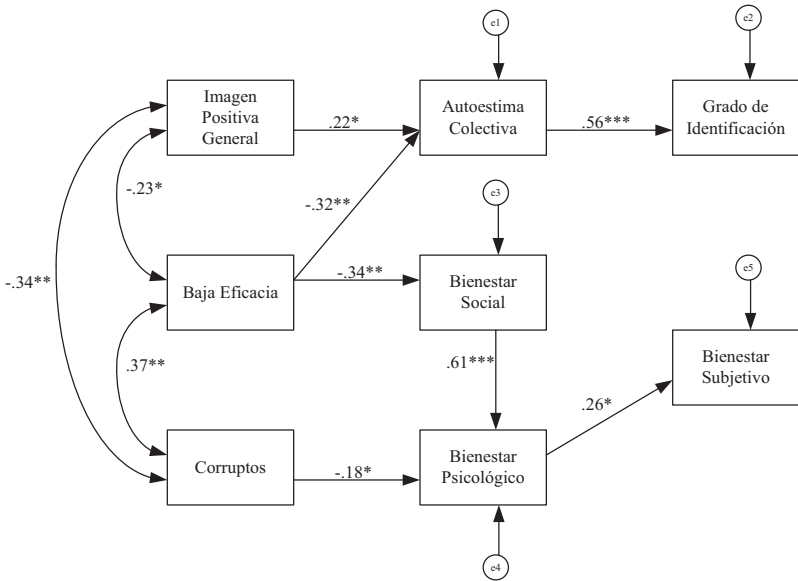 e1
e2
Imagen
Positiva
General
.22*
Autoestima
Colectiva
.56***
Grado de
Identificación
-.23*
-.32**
e3
-.34**
Baja Eficacia
-.34**
Bienestar
Social
e5
.37**
.61***
Bienestar
Subjetivo
.26*
Corruptos
-.18*
Bienestar
Psicológico
e4